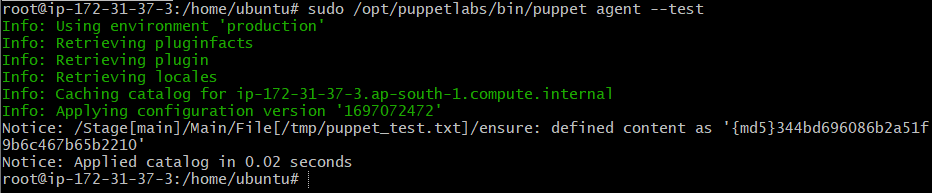 root@ip-172-31-37-3:/home/ubuntu# sudo /opt/puppetlabs/bin/puppet agent --test
Info: Using environment 'production'
Info: Retrieving pluginfacts
Info: Retrieving plugin
Info: Retrieving locales
Info: Caching catalog for ip-172-31-37-3.ap-south-1.compute.internal
Info: Applying configuration version '1697072472'
Notice: /Stage[main]/Main/File[/tmp/puppet_test.txt]/ensure: defined content as '{md5}344bd696086b2a51f
9b6c467b65b2210'
Notice: Applied catalog in 0.02 seconds
root@ip-172-31-37-3:/home/ubuntu#